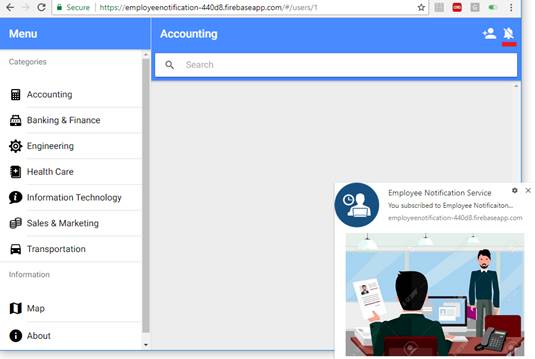 Secure
https://employeenotification-440d8.firebaseapp.com/#/users/1
Menu
Accounting
Categories
Search
Accounting
Banking & Finance
Engineering
Health Care
Information Technology
Sales & Marketing
Transportation
Information
Map
About
Employee Notification Service
You subscribed to Employee Notificaiton...
employeenotification-440d8.firebaseapp.com